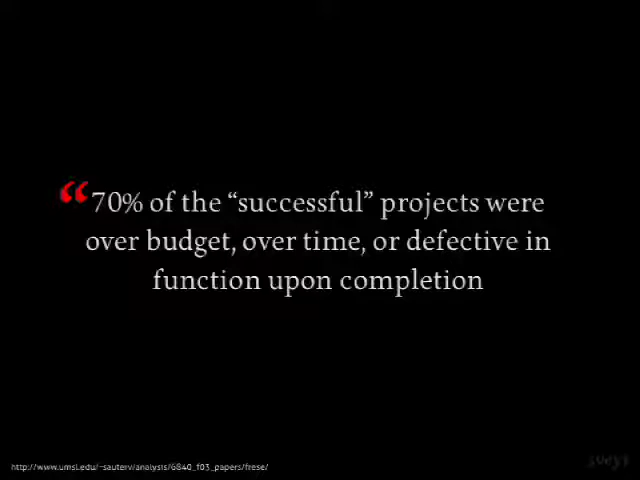 “70% of the “successful” projects were
over budget, over time, or defective in
function upon completion
http://www.umsl.edu/~sauterv/analysis/6840_f03_papers/frese/